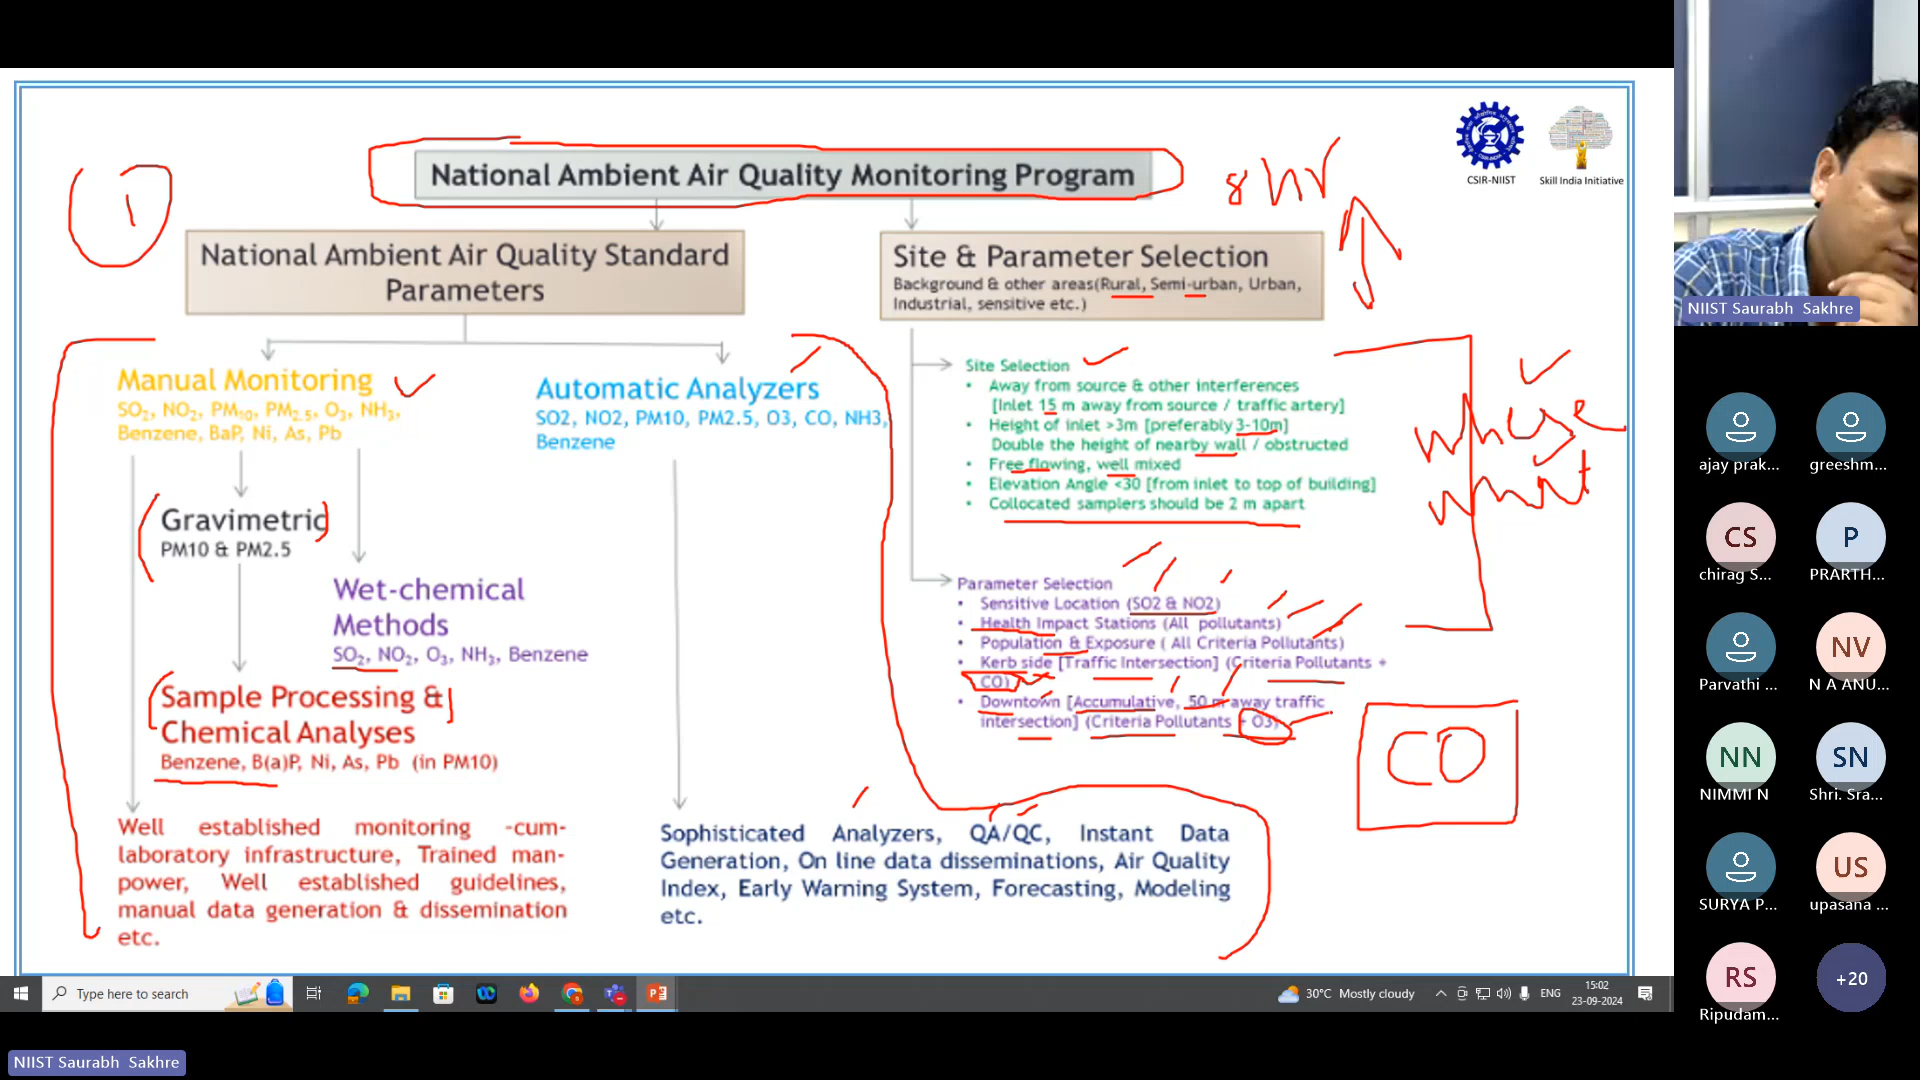 National Ambient Air Quality Monitoring Program
8 hr
1
CSIR-NIIST
Skill India Initiative
National Ambient Air Quality Standard
Parameters
Site & Parameter Selection
Background & other areas(Rural, Semi-urban, Urban,
Industrial, sensitive etc.)
Manual Monitoring
SO₂, NO₂, PM₁₀, PM₂.₅, O₃, NH₃,
Benzene, BaP, Ni, As, Pb
Automatic Analyzers
SO2, NO2, PM10, PM2.5, O3, CO, NH3,
Benzene
Gravimetric
PM10 & PM2.5
Wet-chemical
Methods
SO₂, NO₂, O₃, NH₃, Benzene
Sample Processing &
Chemical Analyses
Benzene, B(a)P, Ni, As, Pb (in PM10)
Well established monitoring -cum-
laboratory infrastructure, Trained man-
power, Well established guidelines,
manual data generation & dissemination
etc.
Sophisticated Analyzers, QA/QC, Instant Data
Generation, On line data disseminations, Air Quality
Index, Early Warning System, Forecasting, Modeling
etc.
Site Selection
• Away from source & other interferences
[Inlet 15 m away from source / traffic artery]
• Height of inlet >3m [preferably 3-10m]
Double the height of nearby wall / obstructed
• Free flowing, well mixed
• Elevation Angle <30 [from inlet to top of building]
• Collocated samplers should be 2 m apart
where
what
Parameter Selection
• Sensitive Location (SO2 & NO2)
• Health Impact Stations (All pollutants)
• Population & Exposure ( All Criteria Pollutants)
• Kerb side [Traffic Intersection] (Criteria Pollutants +
CO)
• Downtown [Accumulative, 50 m away traffic
intersection] (Criteria Pollutants + O3)
CO
Type here to search
30°C Mostly cloudy
ENG
15:02
23-09-2024
NIIST Saurabh Sakhre
NIIST Saurabh Sakhre
ajay prak...
greeshm...
CS
chirag S...
P
PRARTH...
Parvathi ...
NV
N A ANU...
NN
NIMMI N
SN
Shri. Sra...
SURYA P...
US
upasana ...
RS
Ripudam...
+20